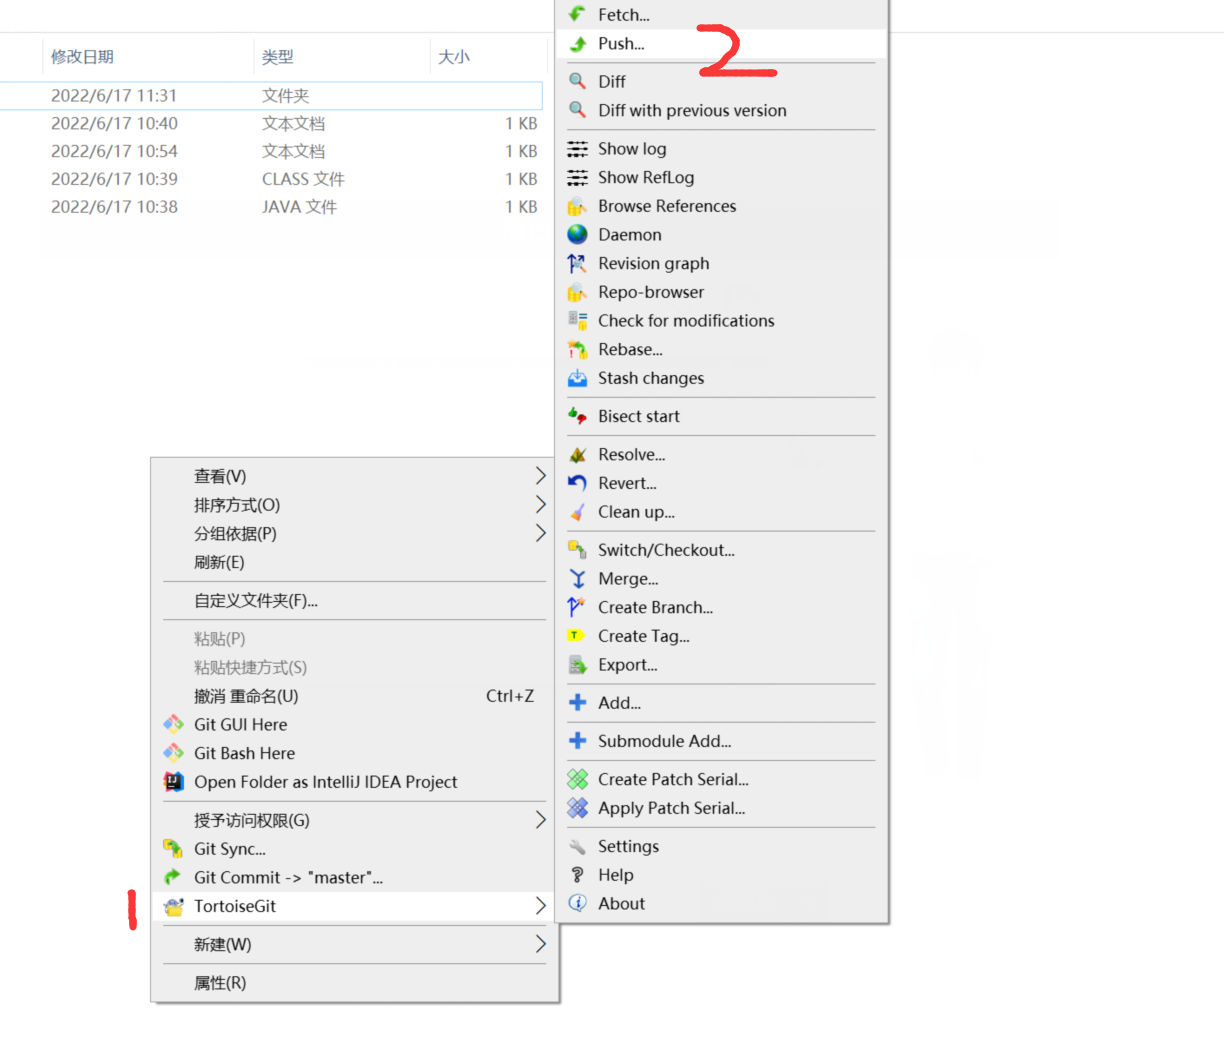 修改日期 类型 大小
2022/6/17 11:31 文件夹
2022/6/17 10:40 文本文档 1 KB
2022/6/17 10:54 文本文档 1 KB
2022/6/17 10:39 CLASS 文件 1 KB
2022/6/17 10:38 JAVA 文件 1 KB
查看(V)
排序方式(O)
分组依据(P)
刷新(E)
自定义文件夹(F)...
粘贴(P)
粘贴快捷方式(S)
撤消 重命名(U) Ctrl+Z
Git GUI Here
Git Bash Here
Open Folder as IntelliJ IDEA Project
授予访问权限(G)
Git Sync...
Git Commit -> "master"...
1 TortoiseGit
新建(W)
属性(R)
Fetch...
Push... 2
Diff
Diff with previous version
Show log
Show RefLog
Browse References
Daemon
Revision graph
Repo-browser
Check for modifications
Rebase...
Stash changes
Bisect start
Resolve...
Revert...
Clean up...
Switch/Checkout...
Merge...
Create Branch...
Create Tag...
Export...
Add...
Submodule Add...
Create Patch Serial...
Apply Patch Serial...
Settings
Help
About